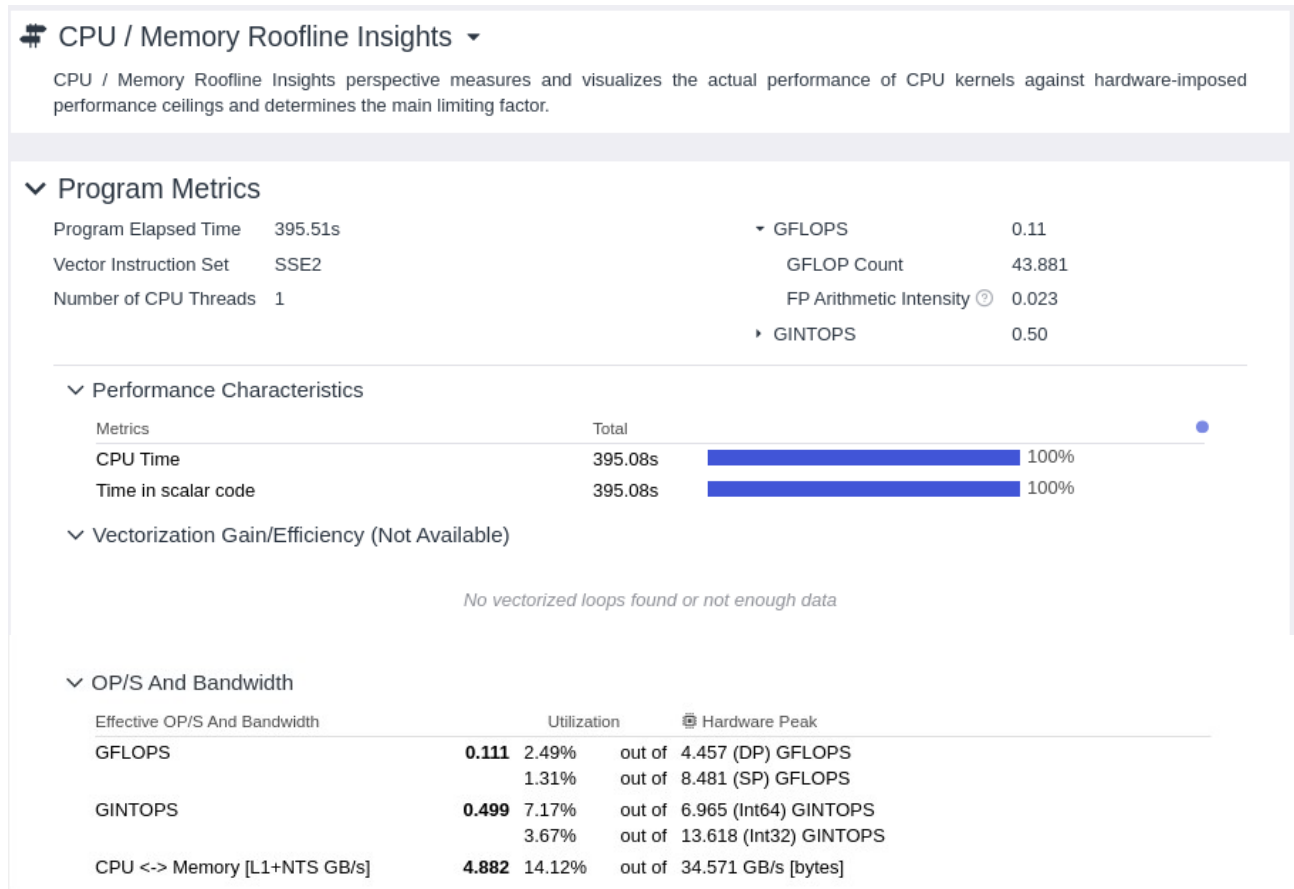 CPU / Memory Roofline Insights
CPU / Memory Roofline Insights perspective measures and visualizes the actual performance of CPU kernels against hardware-imposed
performance ceilings and determines the main limiting factor.
Program Metrics
Program Elapsed Time 395.51s
GFLOPS 0.11
Vector Instruction Set SSE2
GFLOP Count 43.881
Number of CPU Threads 1
FP Arithmetic Intensity ? 0.023
GINTOPS 0.50
Performance Characteristics
Metrics Total
CPU Time 395.08s 100%
Time in scalar code 395.08s 100%
Vectorization Gain/Efficiency (Not Available)
No vectorized loops found or not enough data
OP/S And Bandwidth
Effective OP/S And Bandwidth Utilization Hardware Peak
GFLOPS 0.111 2.49% out of 4.457 (DP) GFLOPS
1.31% out of 8.481 (SP) GFLOPS
GINTOPS 0.499 7.17% out of 6.965 (Int64) GINTOPS
3.67% out of 13.618 (Int32) GINTOPS
CPU <-> Memory [L1+NTS GB/s] 4.882 14.12% out of 34.571 GB/s [bytes]